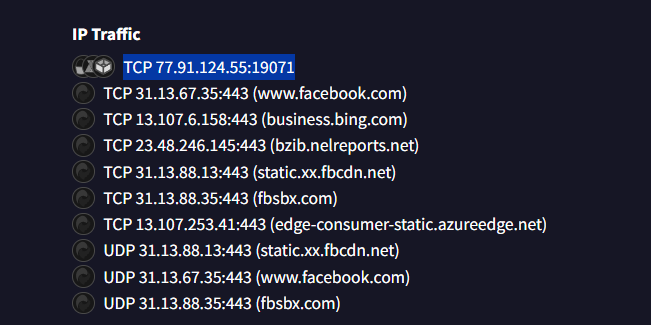 IP Traffic
TCP 77.91.124.55:19071
TCP 31.13.67.35:443 (www.facebook.com)
TCP 13.107.6.158:443 (business.bing.com)
TCP 23.48.246.145:443 (bzib.nelreports.net)
TCP 31.13.88.13:443 (static.xx.fbcdn.net)
TCP 31.13.88.35:443 (fbsbx.com)
TCP 13.107.253.41:443 (edge-consumer-static.azureedge.net)
UDP 31.13.88.13:443 (static.xx.fbcdn.net)
UDP 31.13.67.35:443 (www.facebook.com)
UDP 31.13.88.35:443 (fbsbx.com)